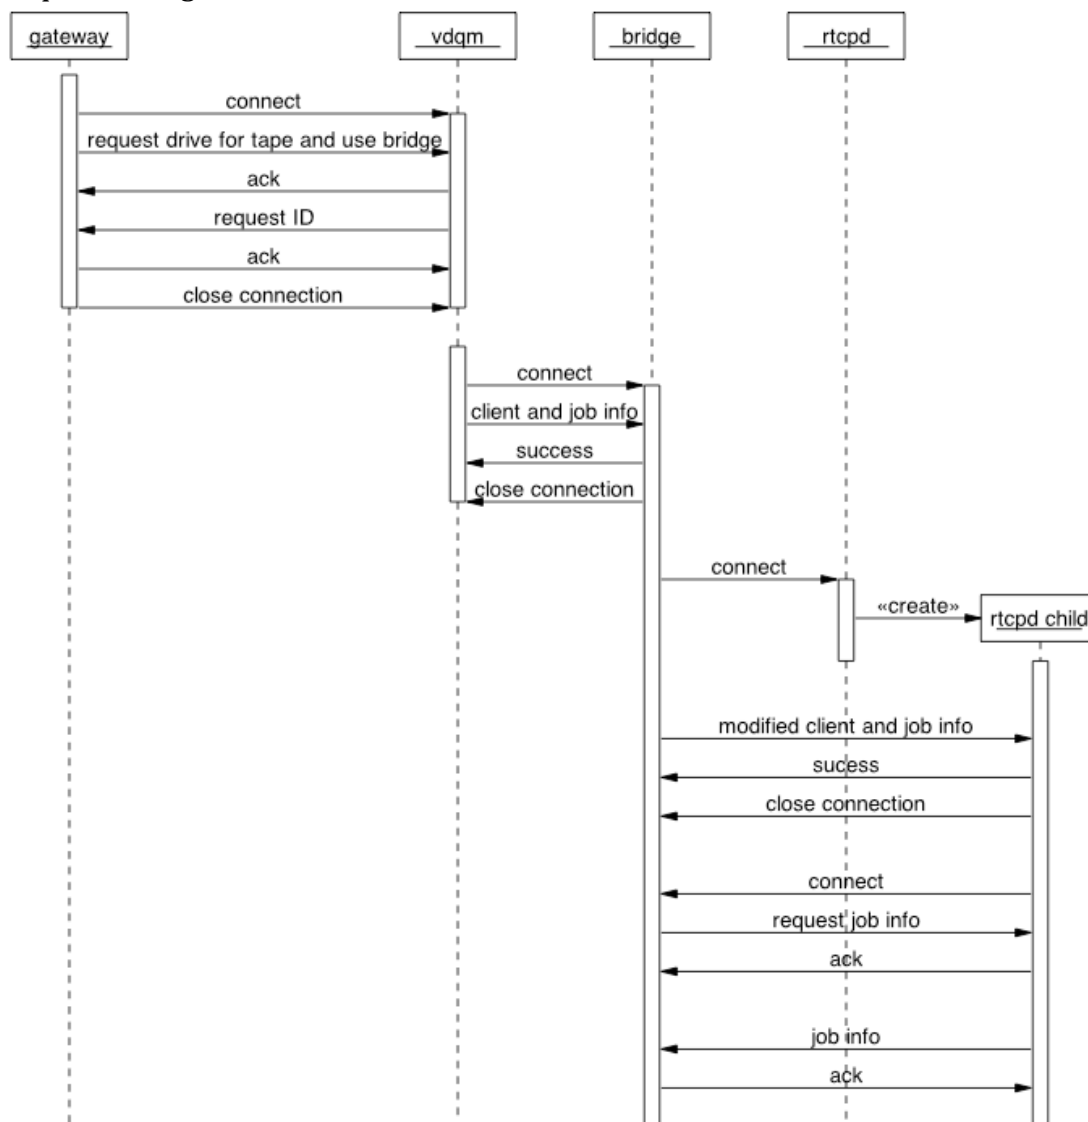 gateway
vdqm
bridge
rtcpd
connect
request drive for tape and use bridge
ack
request ID
ack
close connection
connect
client and job info
success
close connection
connect
«create»
rtcpd child
modified client and job info
sucess
close connection
connect
request job info
ack
job info
ack